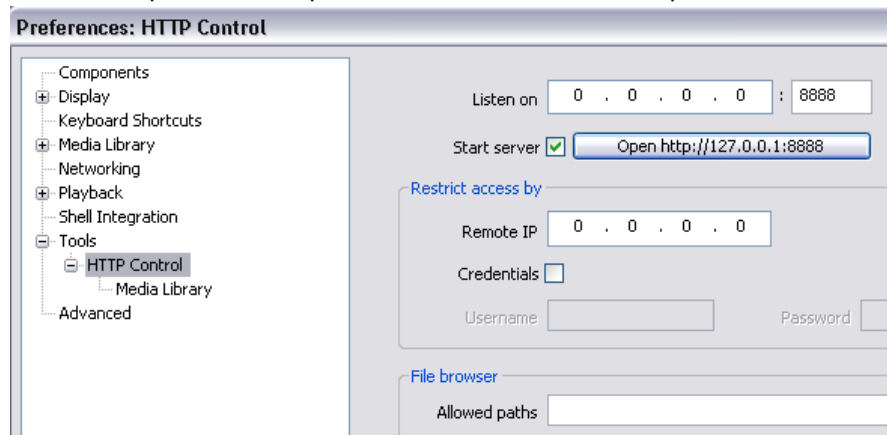 Preferences: HTTP Control
Components
Display
Keyboard Shortcuts
Media Library
Networking
Playback
Shell Integration
Tools
HTTP Control
Media Library
Advanced
Listen on 0 . 0 . 0 . 0 : 8888
Start server Open http://127.0.0.1:8888
Restrict access by
Remote IP 0 . 0 . 0 . 0
Credentials
Username Password
File browser
Allowed paths